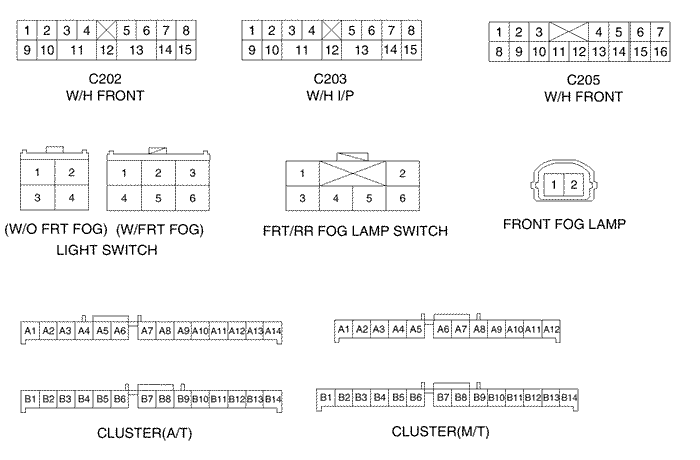 1 2 3 4 5 6 7 8
9 10 11 12 13 14 15
C202
W/H FRONT
1 2 3 4 5 6 7 8
9 10 11 12 13 14 15
C203
W/H I/P
1 2 3 4 5 6 7
8 9 10 11 12 13 14 15 16
C205
W/H FRONT
1 2
3 4
(W/O FRT FOG)
1 2 3
4 5 6
(W/FRT FOG)
LIGHT SWITCH
1 2
3 4 5 6
FRT/RR FOG LAMP SWITCH
1 2
FRONT FOG LAMP
A1 A2 A3 A4 A5 A6 A7 A8 A9 A10 A11 A12 A13 A14
B1 B2 B3 B4 B5 B6 B7 B8 B9 B10 B11 B12 B13 B14
CLUSTER(A/T)
A1 A2 A3 A4 A5 A6 A7 A8 A9 A10 A11 A12
B1 B2 B3 B4 B5 B6 B7 B8 B9 B10 B11 B12 B13 B14
CLUSTER(M/T)